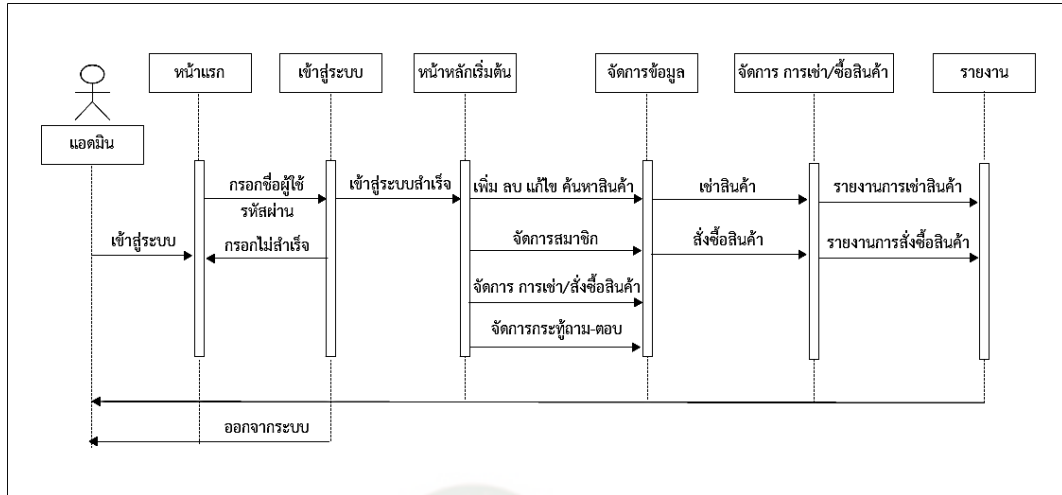 หน้าแรก
เข้าสู่ระบบ
หน้าหลักเริ่มต้น
จัดการข้อมูล
จัดการ การเช่า/ซื้อสินค้า
รายงาน
แอดมิน
กรอกชื่อผู้ใช้
รหัสผ่าน
เข้าสู่ระบบสำเร็จ
เพิ่ม ลบ แก้ไข ค้นหาสินค้า
เช่าสินค้า
รายงานการเช่าสินค้า
เข้าสู่ระบบ
กรอกไม่สำเร็จ
จัดการสมาชิก
สั่งซื้อสินค้า
รายงานการสั่งซื้อสินค้า
จัดการ การเช่า/สั่งซื้อสินค้า
จัดการกระทู้ถาม-ตอบ
ออกจากระบบ